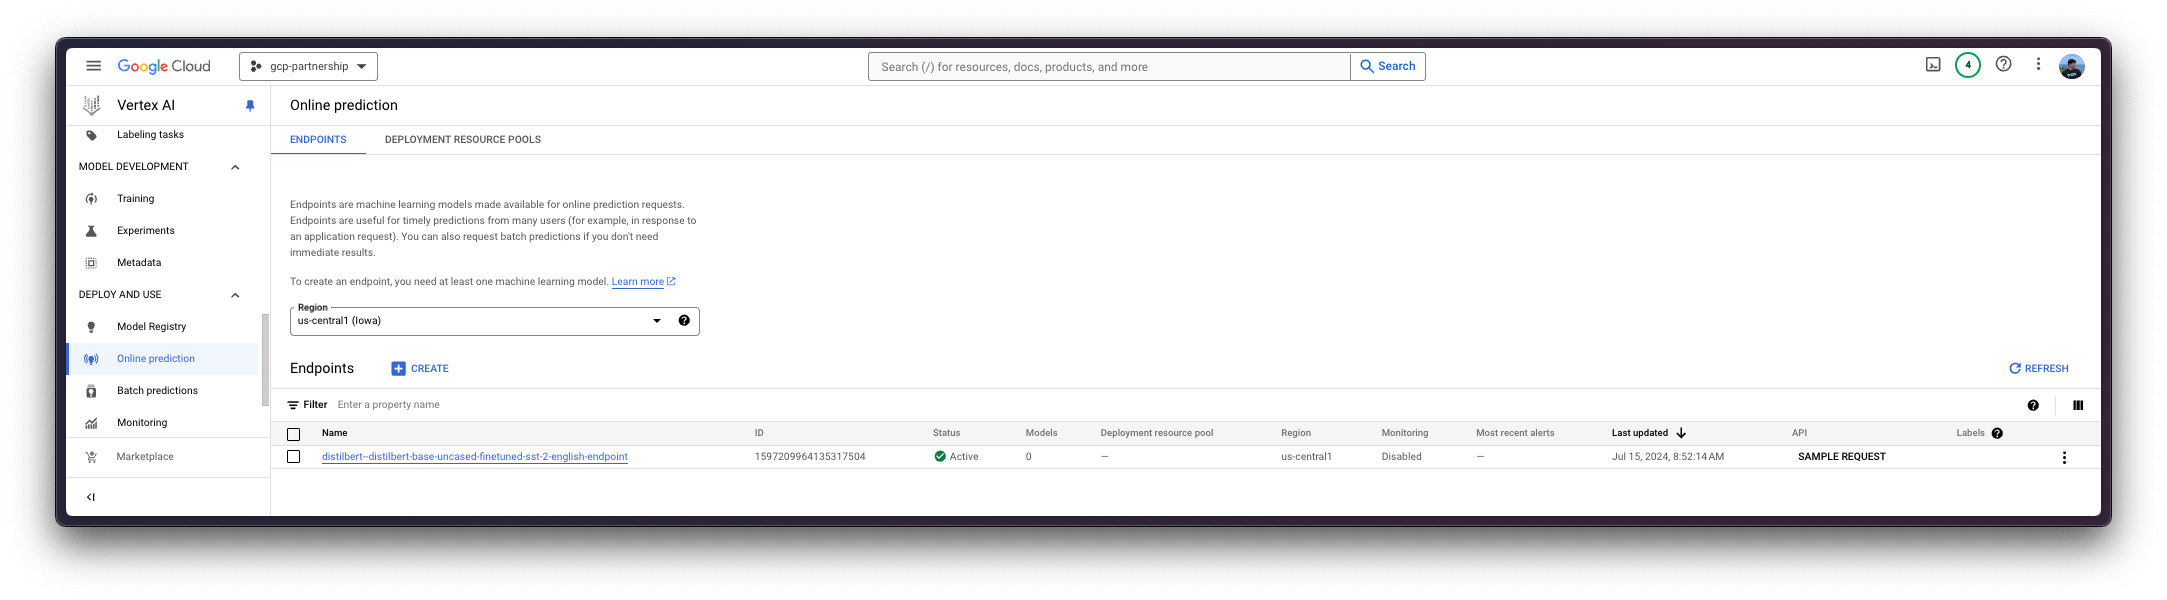 Google Cloud
gcp-partnership
Search (/) for resources, docs, products, and more
Search
4
Vertex AI
Labeling tasks
MODEL DEVELOPMENT
Training
Experiments
Metadata
DEPLOY AND USE
Model Registry
Online prediction
Batch predictions
Monitoring
Marketplace
Online prediction
ENDPOINTS DEPLOYMENT RESOURCE POOLS
Endpoints are machine learning models made available for online prediction requests.
Endpoints are useful for timely predictions from many users (for example, in response to
an application request). You can also request batch predictions if you don't need
immediate results.
To create an endpoint, you need at least one machine learning model. Learn more
Region
us-central1 (Iowa)
Endpoints CREATE REFRESH
Filter Enter a property name
Name ID Status Models Deployment resource pool Region Monitoring Most recent alerts Last updated API Labels
distilbert--distilbert-base-uncased-finetuned-sst-2-english-endpoint 1597209964135317504 Active 0 — us-central1 Disabled — Jul 15, 2024, 8:52:14 AM SAMPLE REQUEST